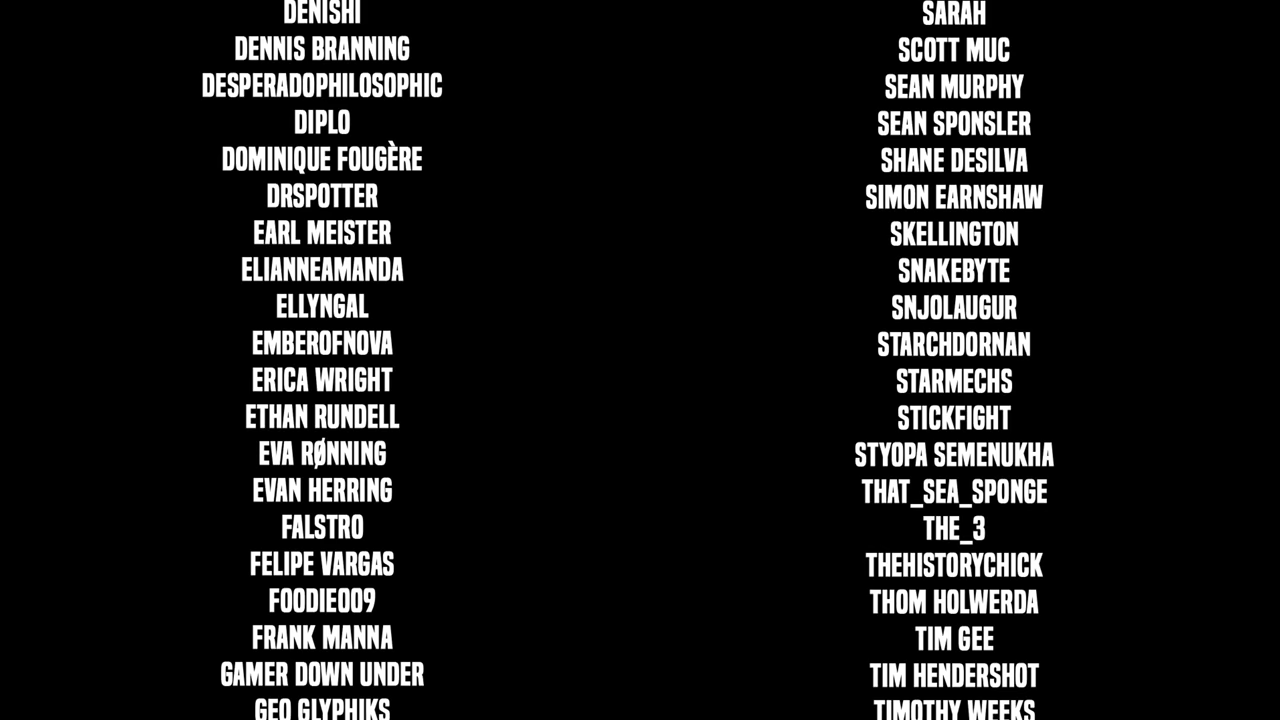 DENISHI
DENNIS BRANNING
DESPERADOPHILOSOPHIC
DIPLO
DOMINIQUE FOUGÈRE
DRSPOTTER
EARL MEISTER
ELIANNEAMANDA
ELLYNGAL
EMBEROFNOVA
ERICA WRIGHT
ETHAN RUNDELL
EVA RØNNING
EVAN HERRING
FALSTRO
FELIPE VARGAS
FOODIE009
FRANK MANNA
GAMER DOWN UNDER
GEO GLYPHIKS
SARAH
SCOTT MUC
SEAN MURPHY
SEAN SPONSLER
SHANE DESILVA
SIMON EARNSHAW
SKELLINGTON
SNAKEBYTE
SNJOLAUGUR
STARCHDORNAN
STARMECHS
STICKFIGHT
STYOPA SEMENUKHA
THAT_SEA_SPONGE
THE_3
THEHISTORYCHICK
THOM HOLWERDA
TIM GEE
TIM HENDERSHOT
TIMOTHY WEEKS